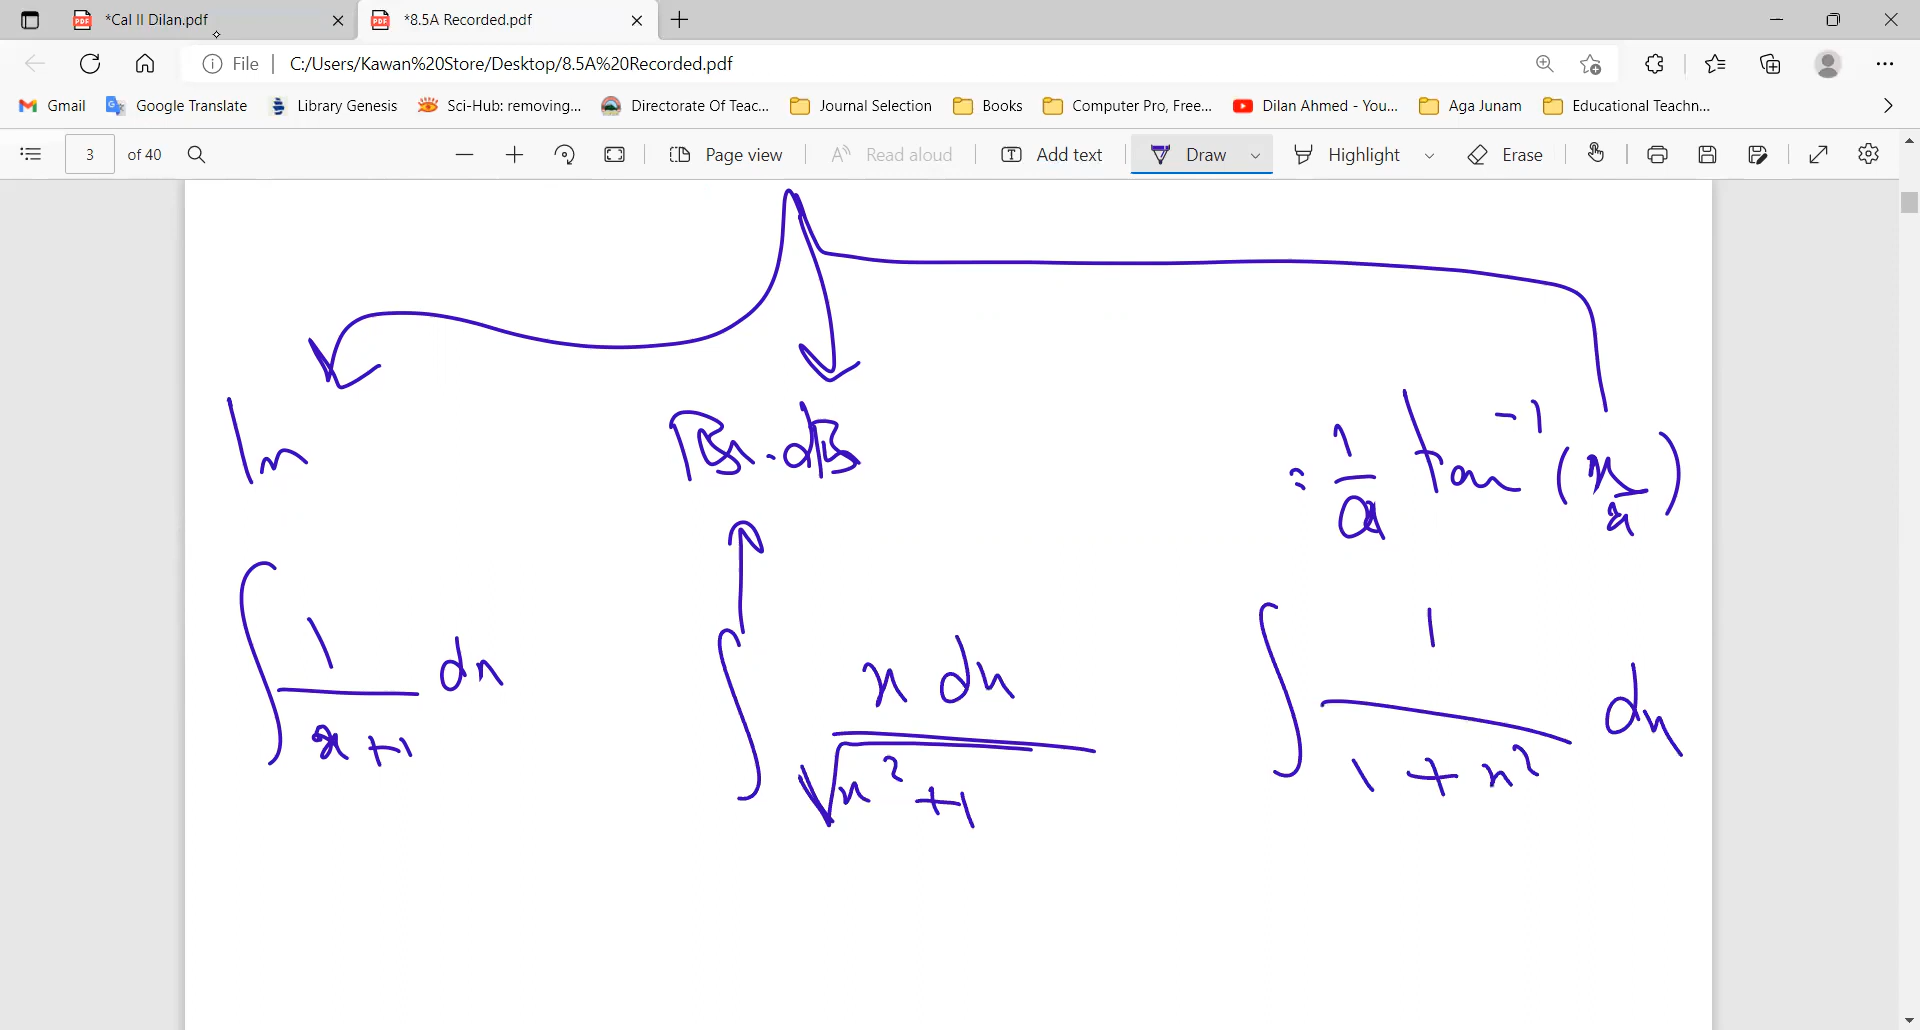 *Cal II Dilan.pdf
*8.5A Recorded.pdf
File | C:/Users/Kawan%20Store/Desktop/8.5A%20Recorded.pdf
Gmail Google Translate Library Genesis Sci-Hub: removing... Directorate Of Teac... Journal Selection Books Computer Pro, Free... Dilan Ahmed - You... Aga Junam Educational Teachn...
3 of 40 Page view Read aloud Add text Draw Highlight Erase
ln
= 1/a tan⁻¹(x/a)
∫ 1/(x+1) dx
∫ x dx/√(x²+1)
∫ 1/(1+x²) dx